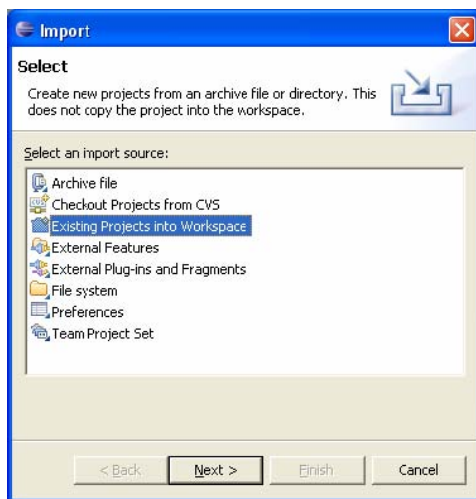 Import
Select
Create new projects from an archive file or directory. This
does not copy the project into the workspace.
Select an import source:
Archive file
Checkout Projects from CVS
Existing Projects into Workspace
External Features
External Plug-ins and Fragments
File system
Preferences
Team Project Set
< Back
Next >
Finish
Cancel